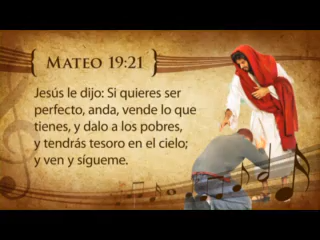 { MATEO 19:21 }
Jesús le dijo: Si quieres ser
perfecto, anda, vende lo que
tienes, y dalo a los pobres,
y tendrás tesoro en el cielo;
y ven y sígueme.